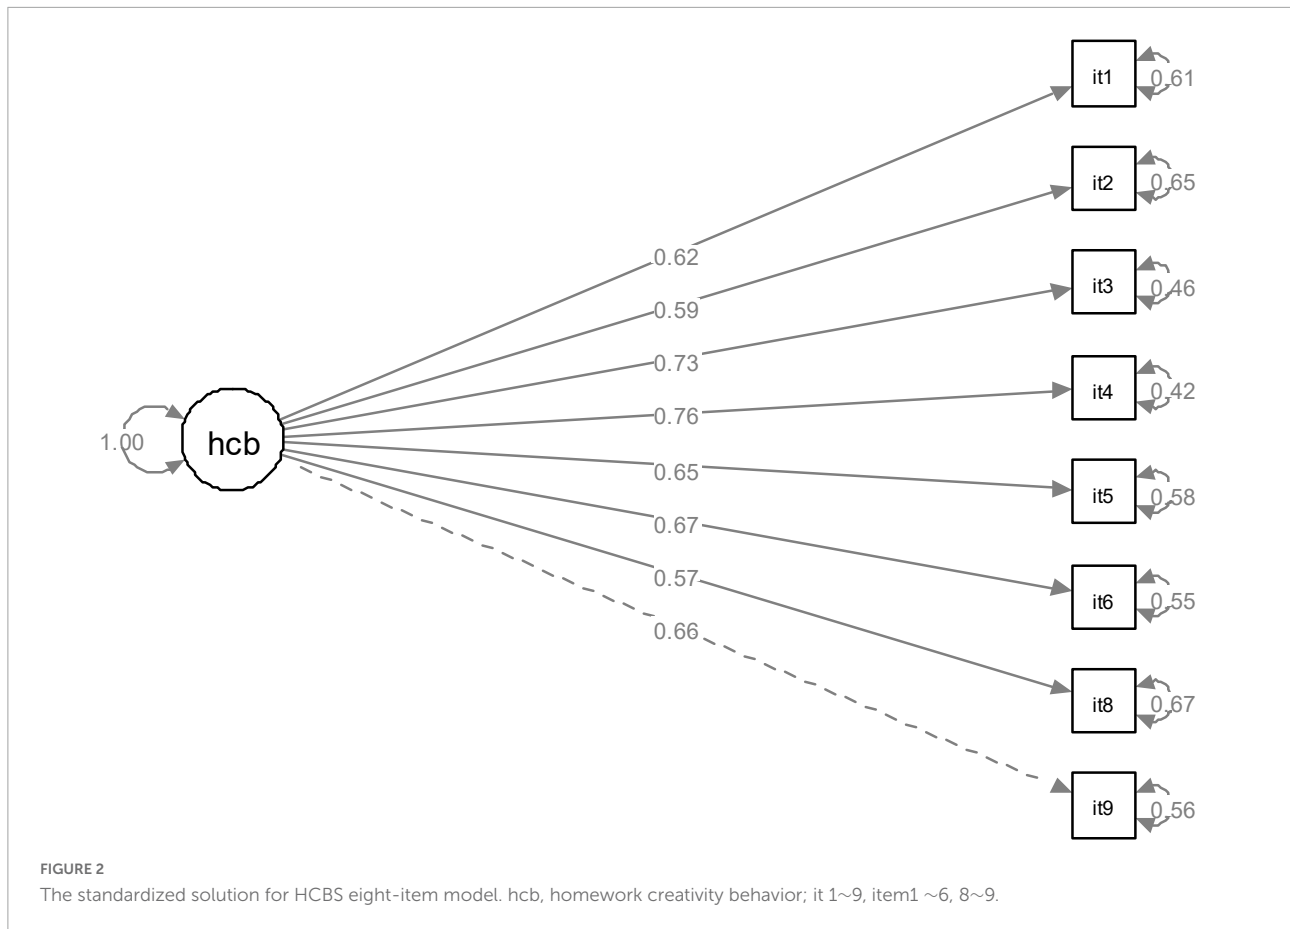 it1
0.61
it2
0.65
0.62
it3
0.46
0.59
0.73
it4
0.42
0.76
hcb
1.00
0.65
it5
0.58
0.67
0.57
it6
0.55
0.66
it8
0.67
it9
0.56
FIGURE 2
The standardized solution for HCBS eight-item model. hcb, homework creativity behavior; it 1~9, item1 ~6, 8~9.